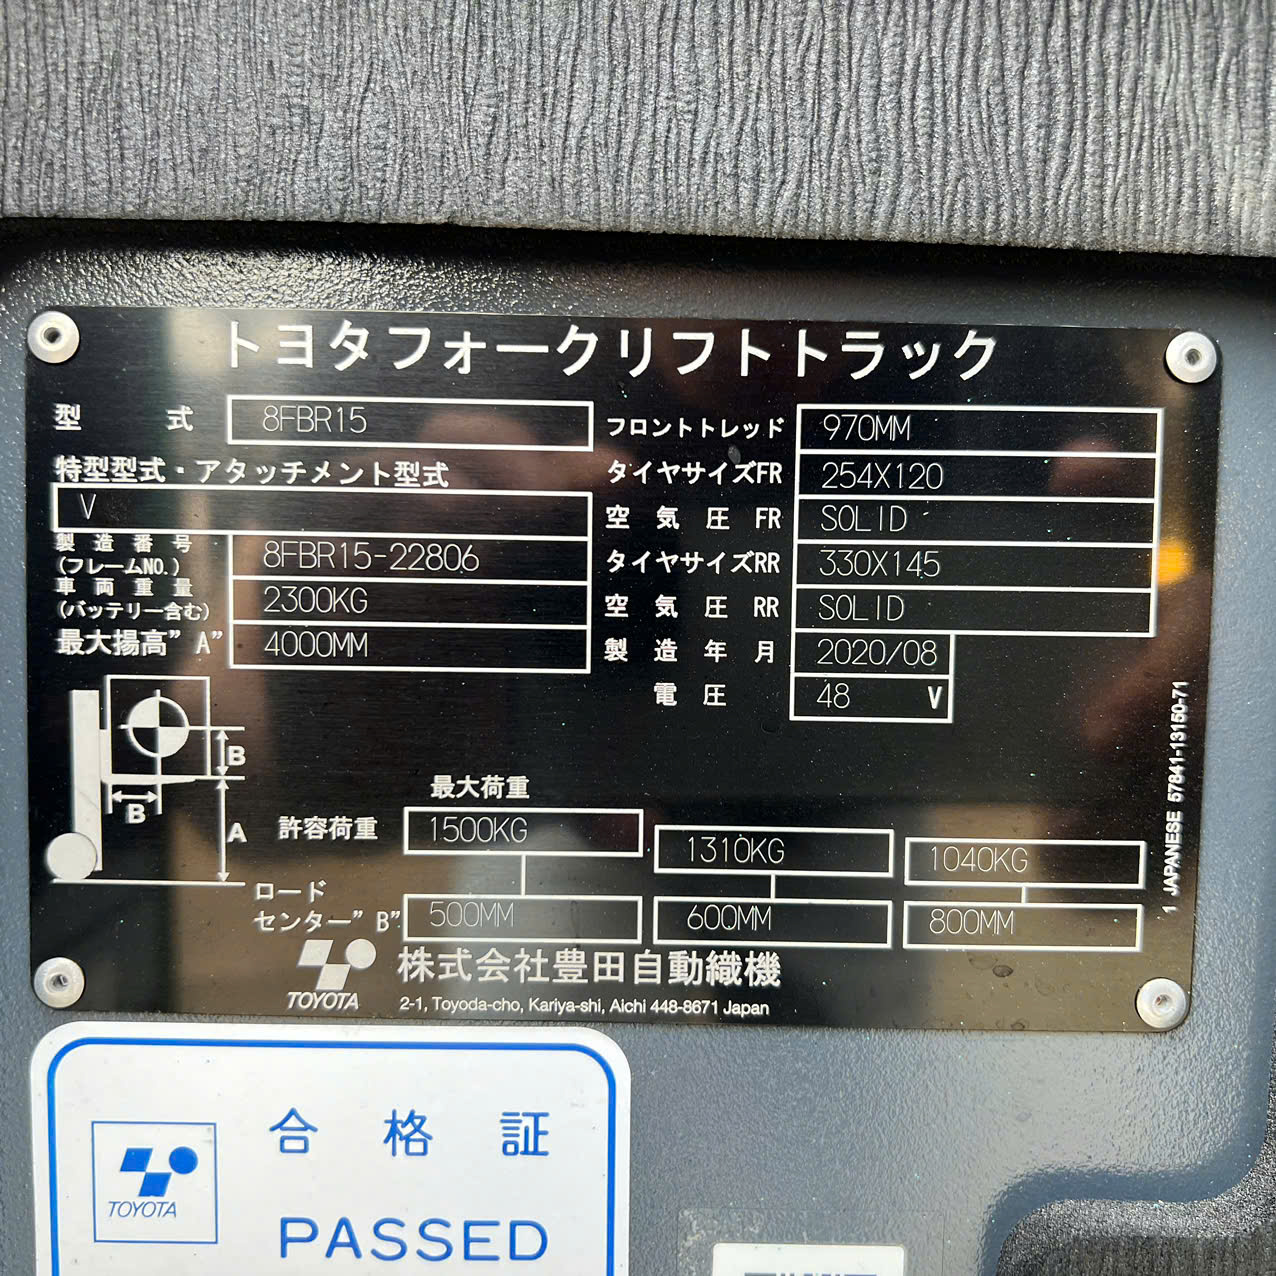 トヨタフォークリフトトラック
型 式 8FBR15 フロントトレッド 970MM
特型型式・アタッチメント型式 タイヤサイズFR 254X120
V 空 気 圧 FR SOLID
製 造 番 号
(フレームNO.) 8FBR15-22806 タイヤサイズRR 330X145
車 両 重 量
(バッテリー含む) 2300KG 空 気 圧 RR SOLID
最大揚高"A" 4000MM 製 造 年 月 2020/08
電 圧 48 V
B
B
A
最大荷重
許容荷重 1500KG 1310KG 1040KG
ロード
センター"B" 500MM 600MM 800MM
TOYOTA 株式会社豊田自動織機
2-1, Toyoda-cho, Kariya-shi, Aichi 448-8671 Japan
1 JAPANESE 57841-13150-71
合格証
TOYOTA
PASSED